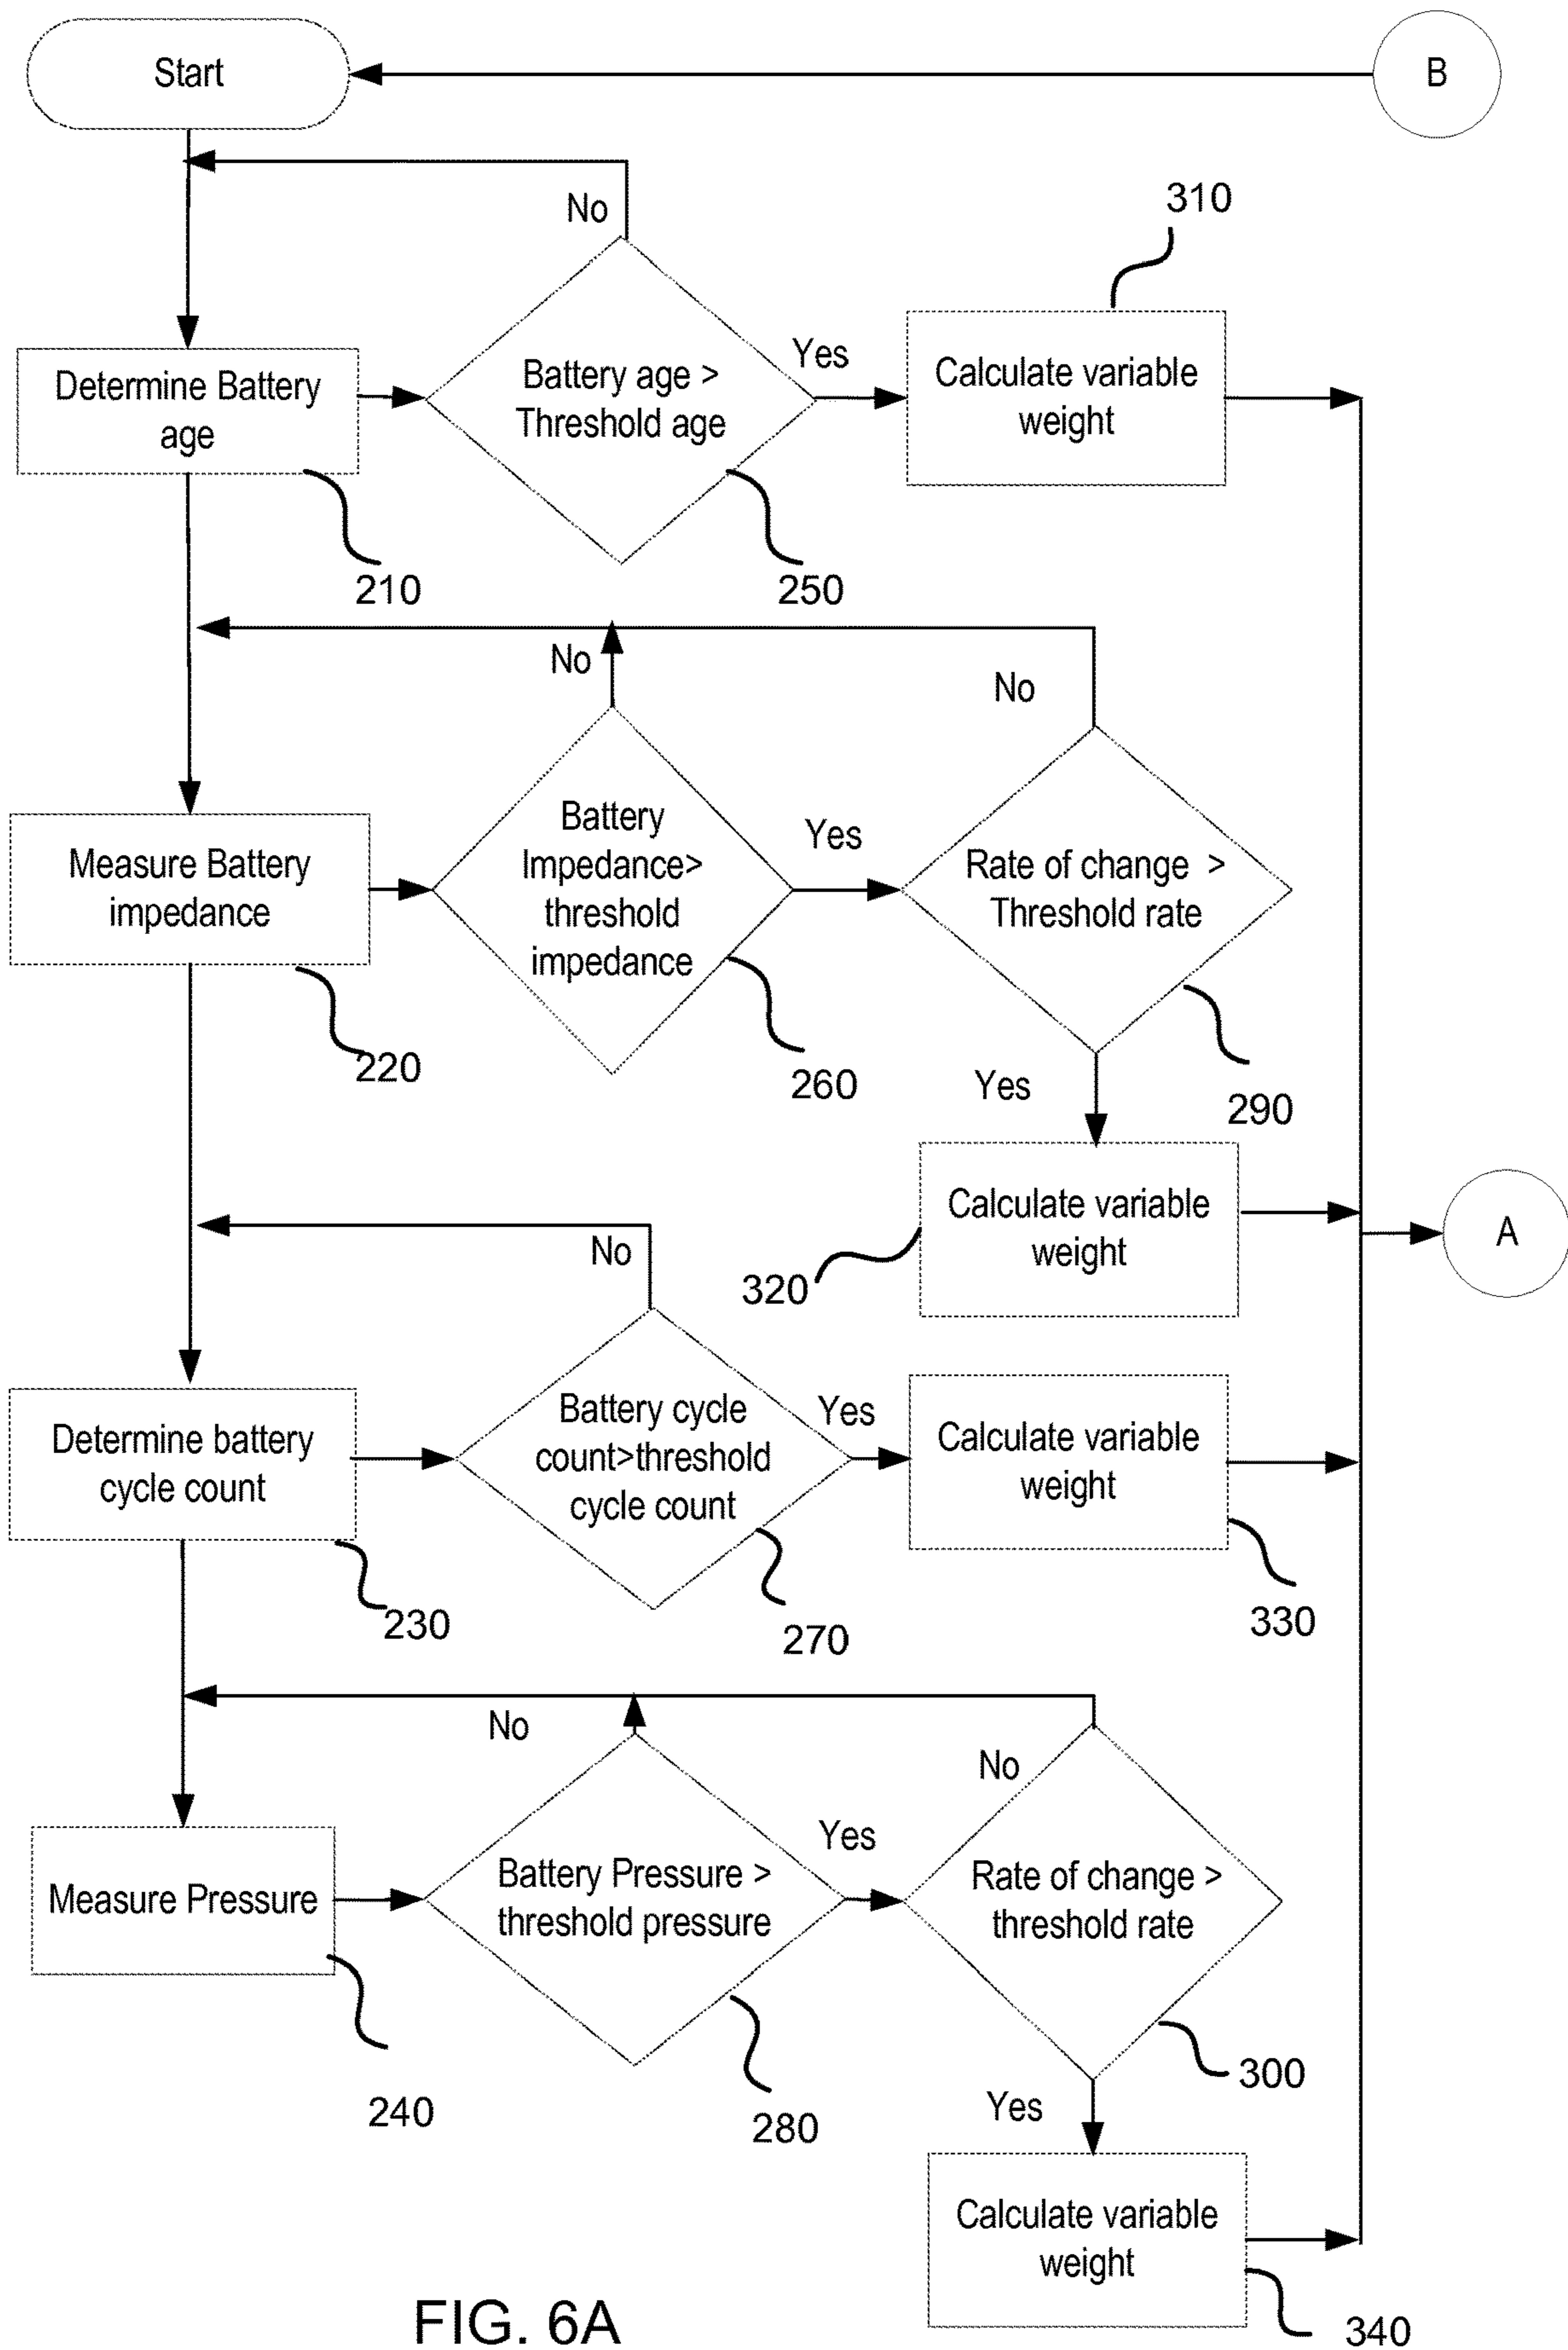 Start
B
No
310
Determine Battery
age
Battery age >
Threshold age
Yes
Calculate variable
weight
210
250
No
No
Measure Battery
impedance
Battery
Impedance>
threshold
impedance
Yes
Rate of change >
Threshold rate
220
260
Yes
290
Calculate variable
weight
A
No
320
Determine battery
cycle count
Battery cycle
count>threshold
cycle count
Yes
Calculate variable
weight
230
270
330
No
No
Measure Pressure
Battery Pressure >
threshold pressure
Yes
Rate of change >
threshold rate
240
280
300
Yes
Calculate variable
weight
340
FIG. 6A